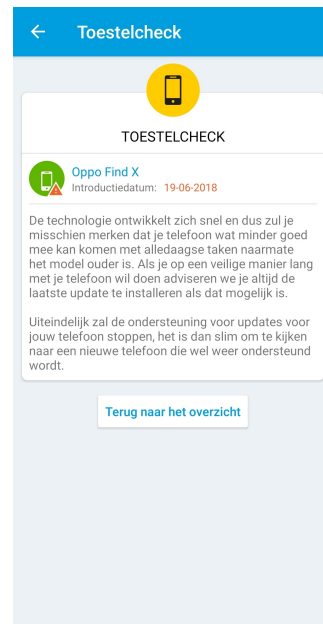 Toestelcheck
TOESTELCHECK
Oppo Find X
Introductiedatum: 19-06-2018
De technologie ontwikkelt zich snel en dus zul je
misschien merken dat je telefoon wat minder goed
mee kan komen met alledaagse taken naarmate
het model ouder is. Als je op een veilige manier lang
met je telefoon wil doen adviseren we je altijd de
laatste update te installeren als dat mogelijk is.
Uiteindelijk zal de ondersteuning voor updates voor
jouw telefoon stoppen, het is dan slim om te kijken
naar een nieuwe telefoon die wel weer ondersteund
wordt.
Terug naar het overzicht